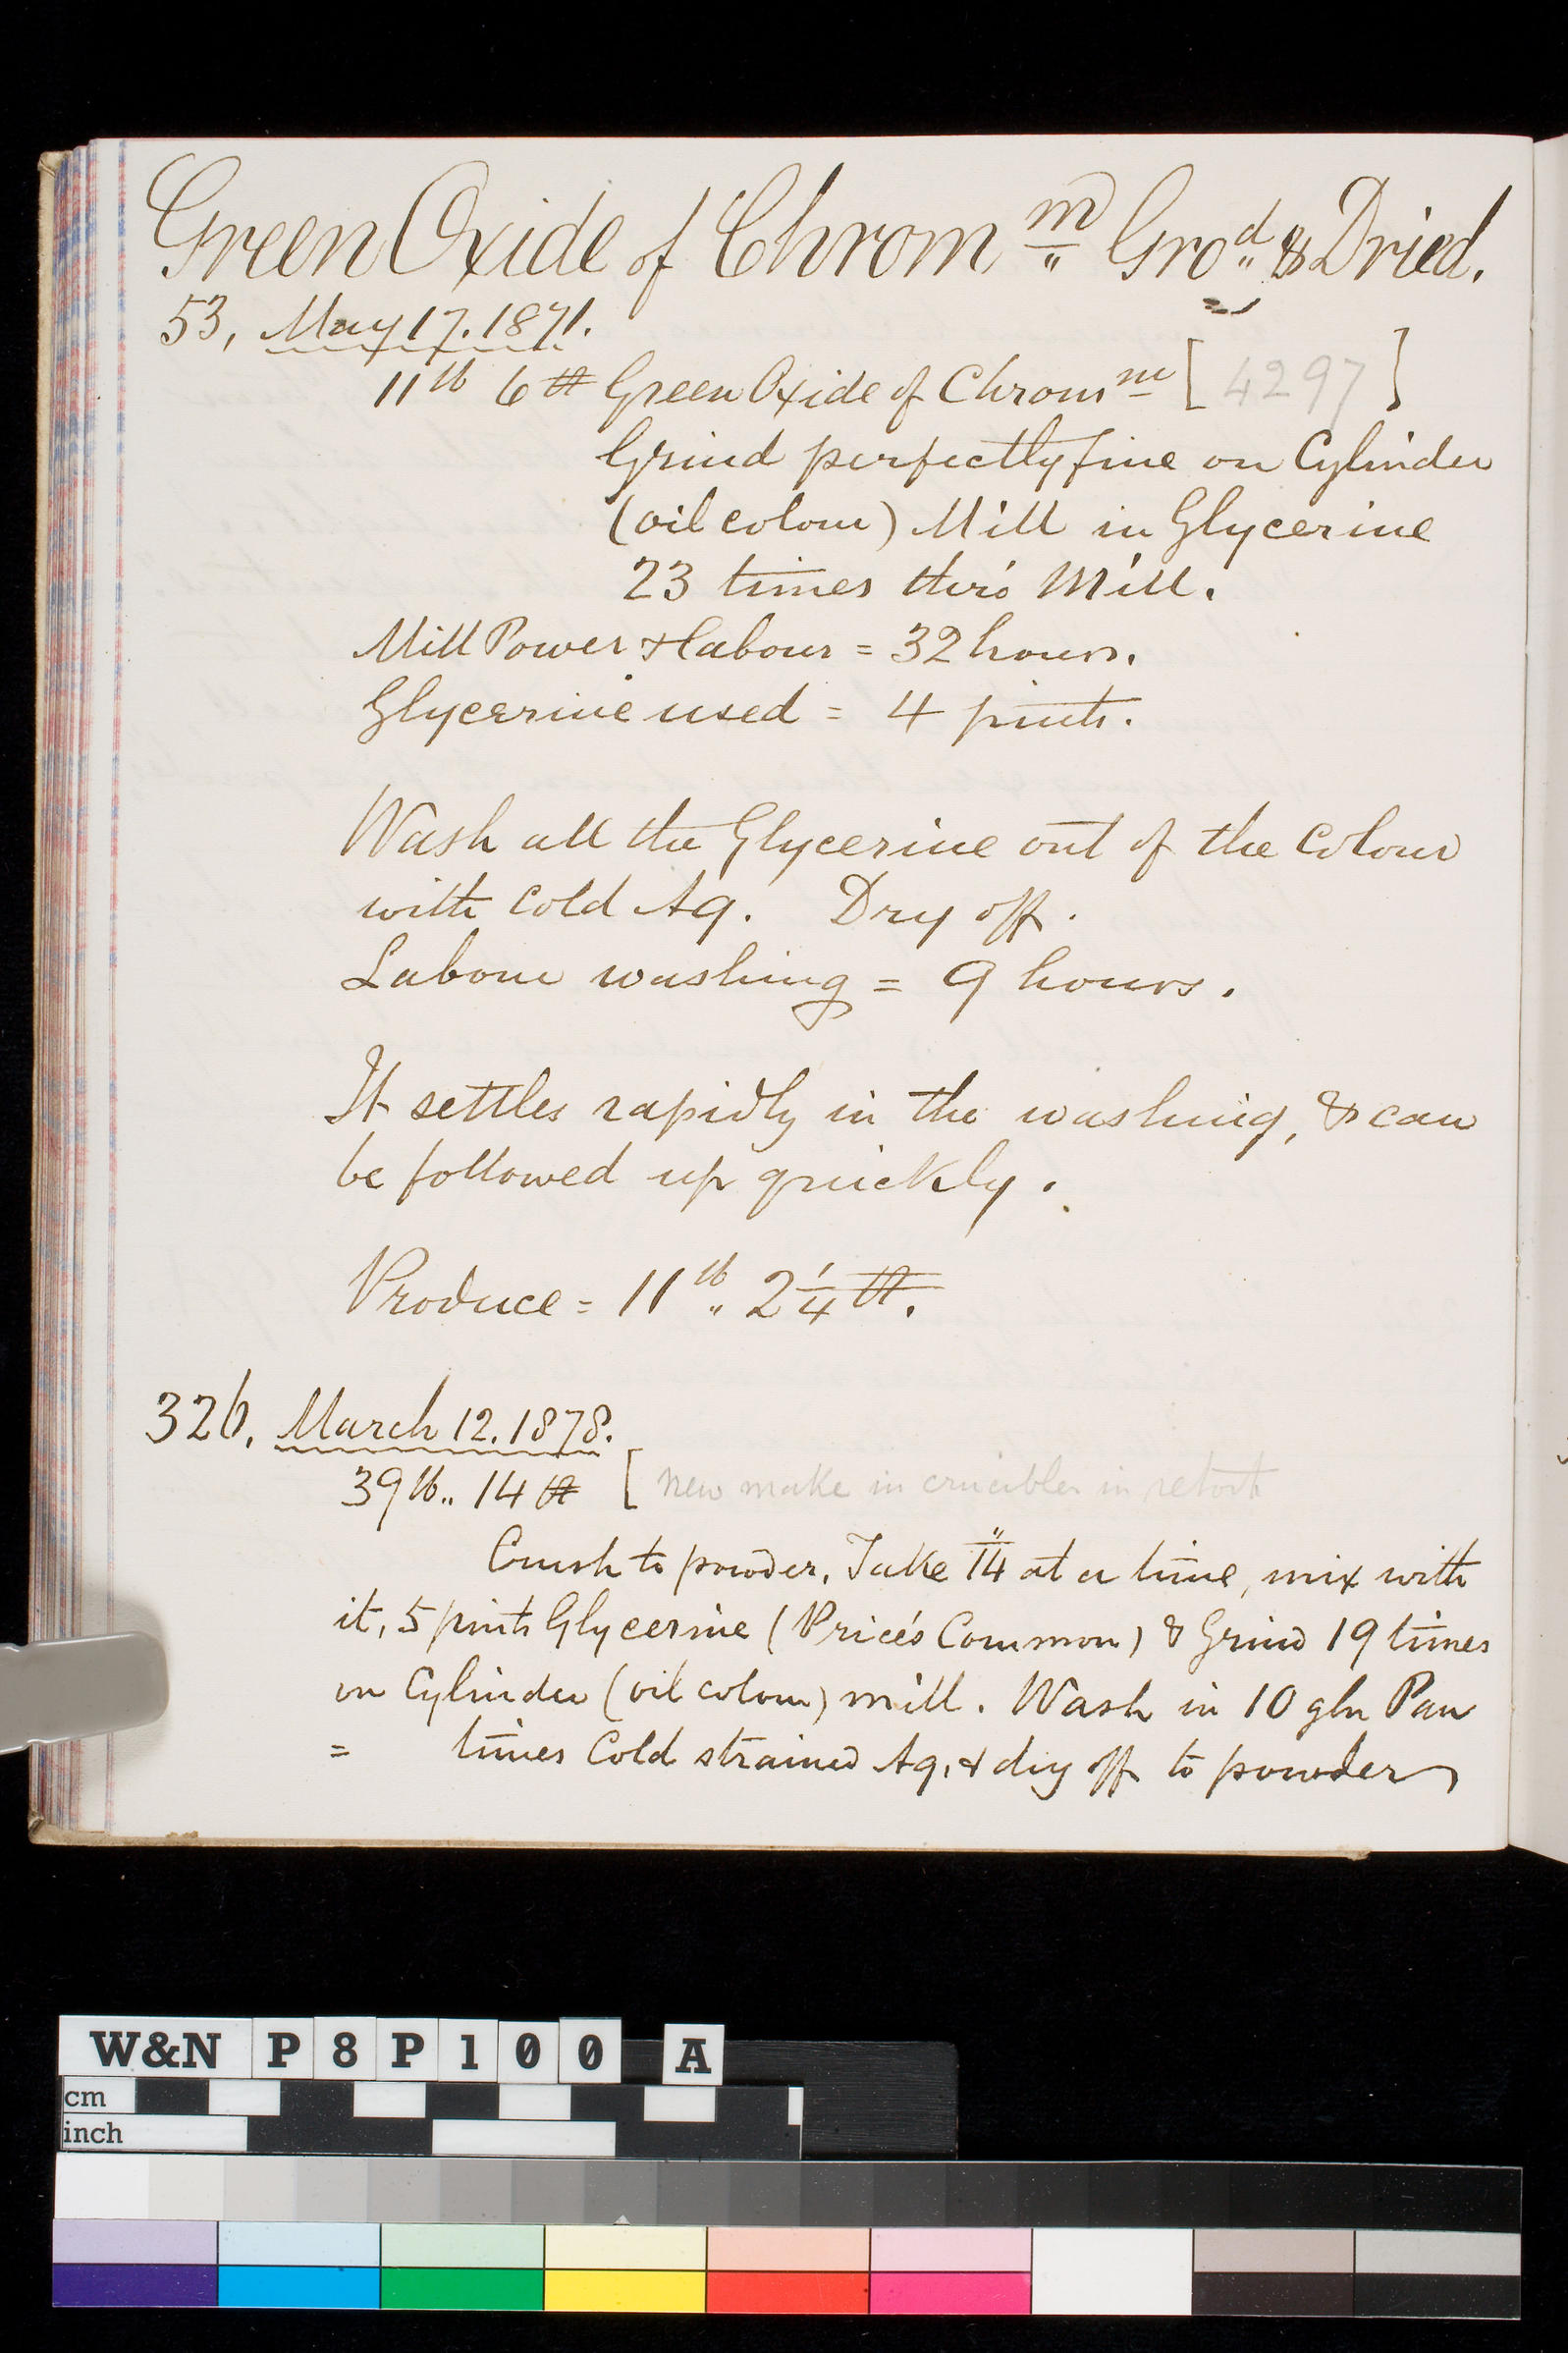 Green Oxide of Chrom m Gro d & Dried.
53, May 17. 1871.
11 lb 6 tt Green Oxide of Chrom m [ 4297 ]
Grind perfectly fine on Cylinder
(oil colour) Mill in Glycerine
23 times thro' Mill.
Mill Power & labour = 32 hours.
Glycerine used = 4 pints.
Wash all the Glycerine out of the Colour
with Cold Aq. Dry off.
Labour washing = 9 hours.
It settles rapidly in the washing, & can
be followed up quickly.
Produce = 11 lb „ 2 1/4 tt.
326, March 12. 1878.
39 lb „ 14 tt [ new make in crucibles in retort
Crush to powder, Take 14 at a time, mix with
it, 5 pints Glycerine (Price's Common) & Grind 19 times
on Cylinder (oil colour) mill. Wash in 10 gln Pan
= times Cold strained Aq, & dry off to powder
W&N P8P100 A
cm
inch